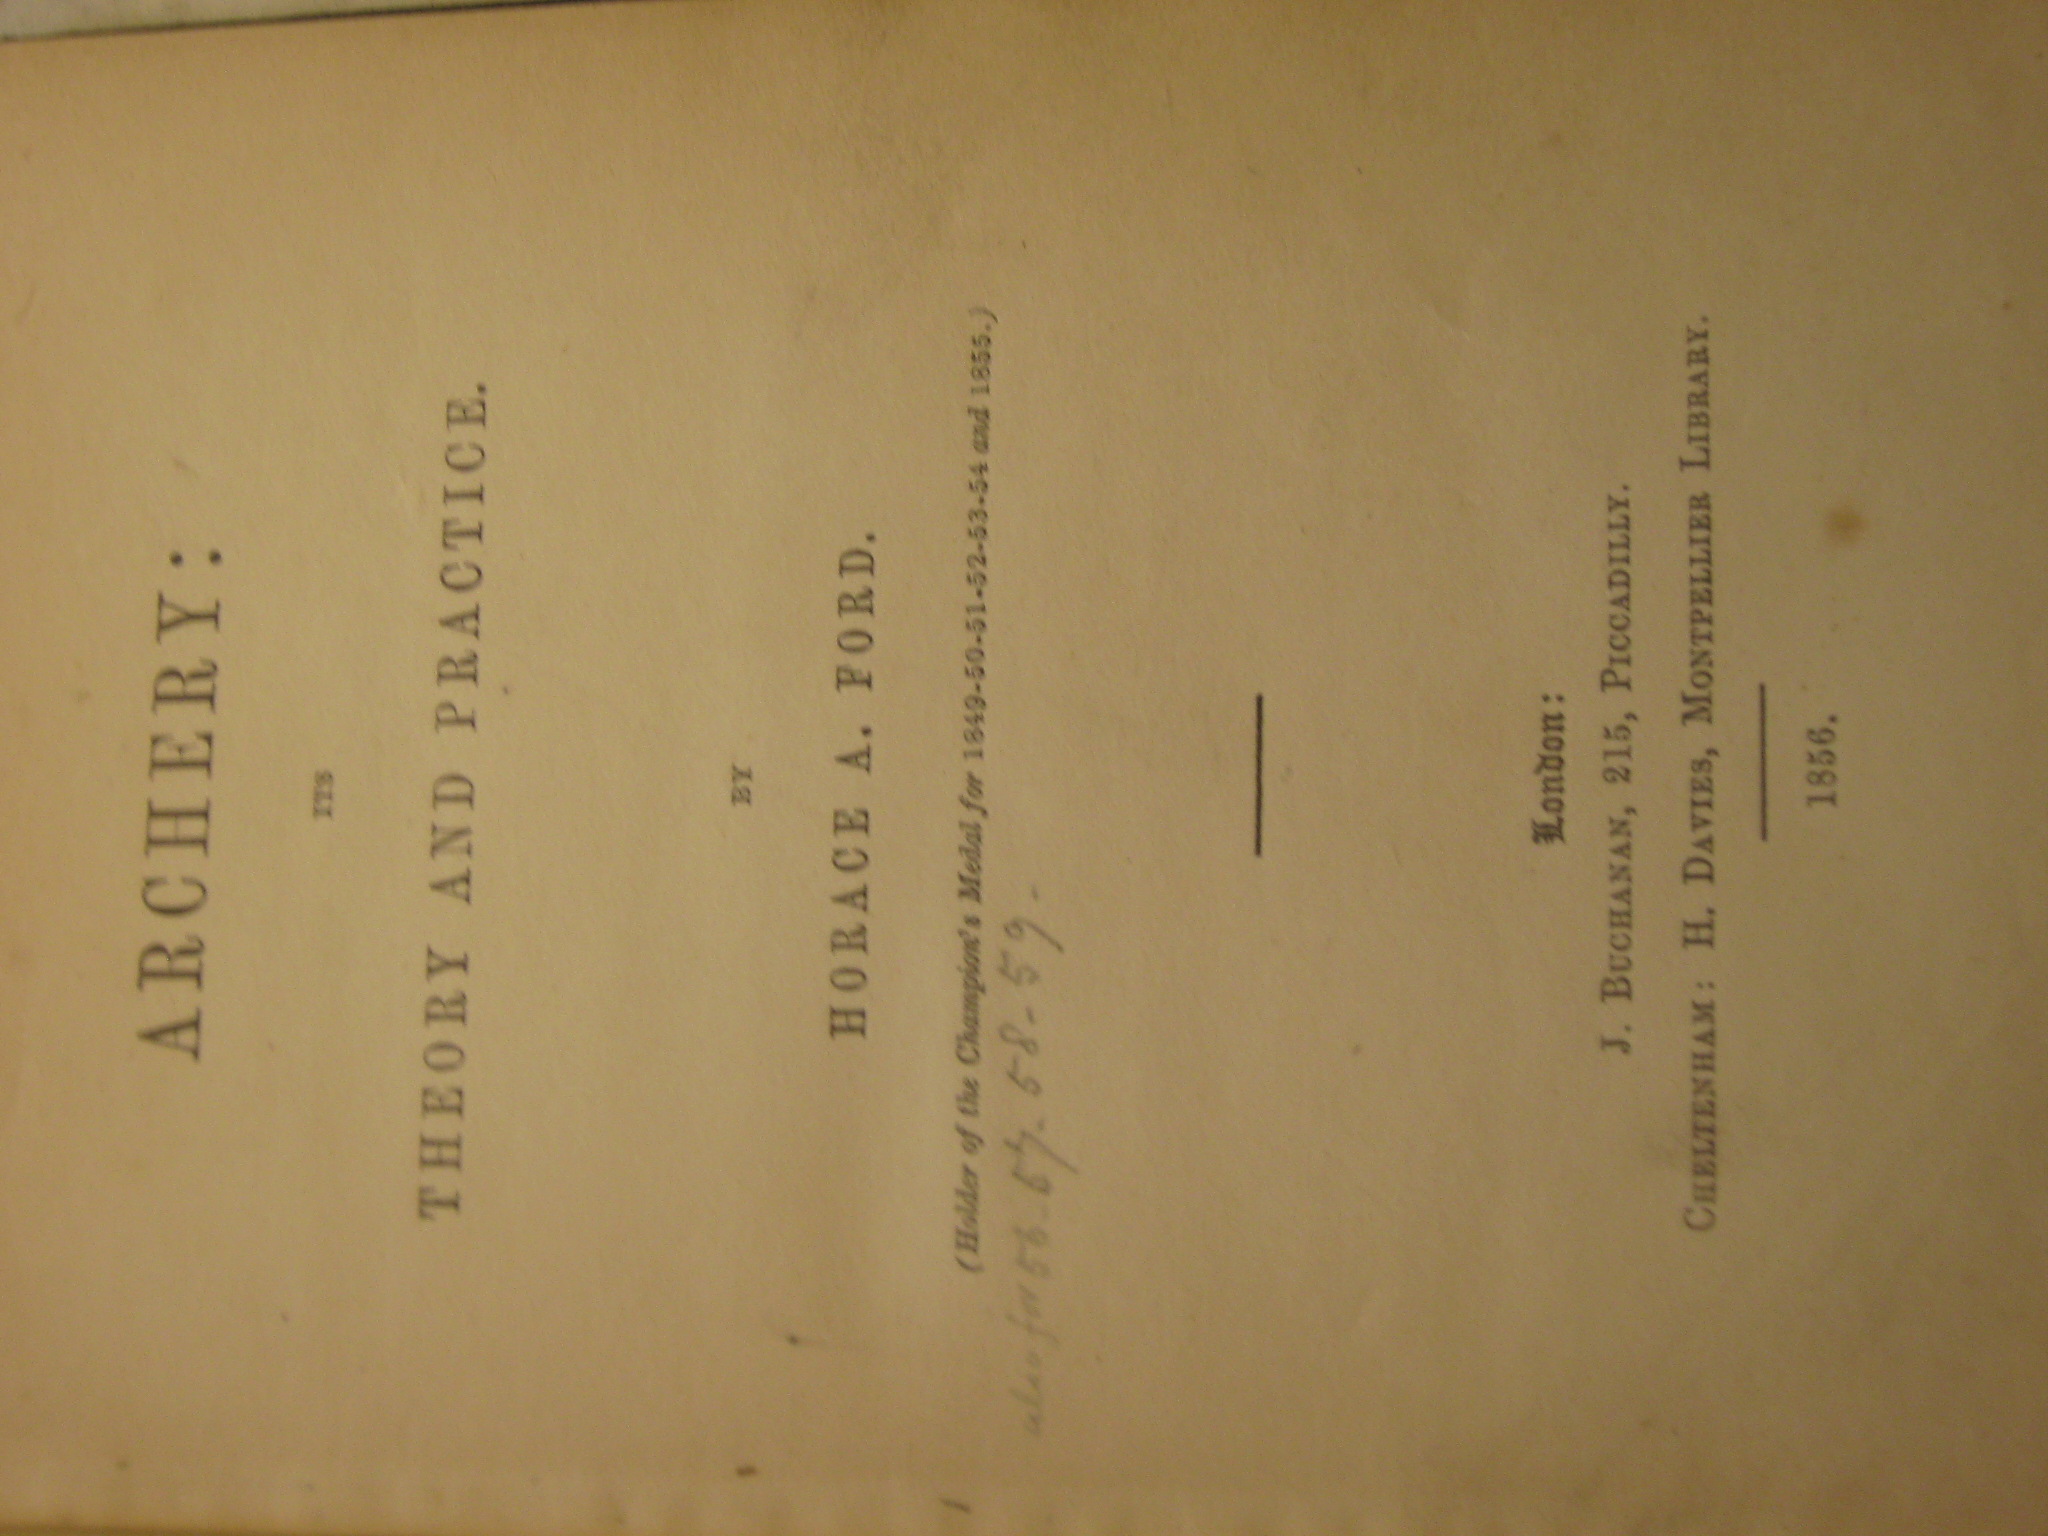 ARCHERY:
ITS
THEORY AND PRACTICE.
BY
HORACE A. FORD.
(Holder of the Champion's Medal for 1849-50-51-52-53-54 and 1855.)
also for 56-57-58-59-
London:
J. BUCHANAN, 215, PICCADILLY.
CHELTENHAM: H. DAVIES, MONTPELLIER LIBRARY.
1856.